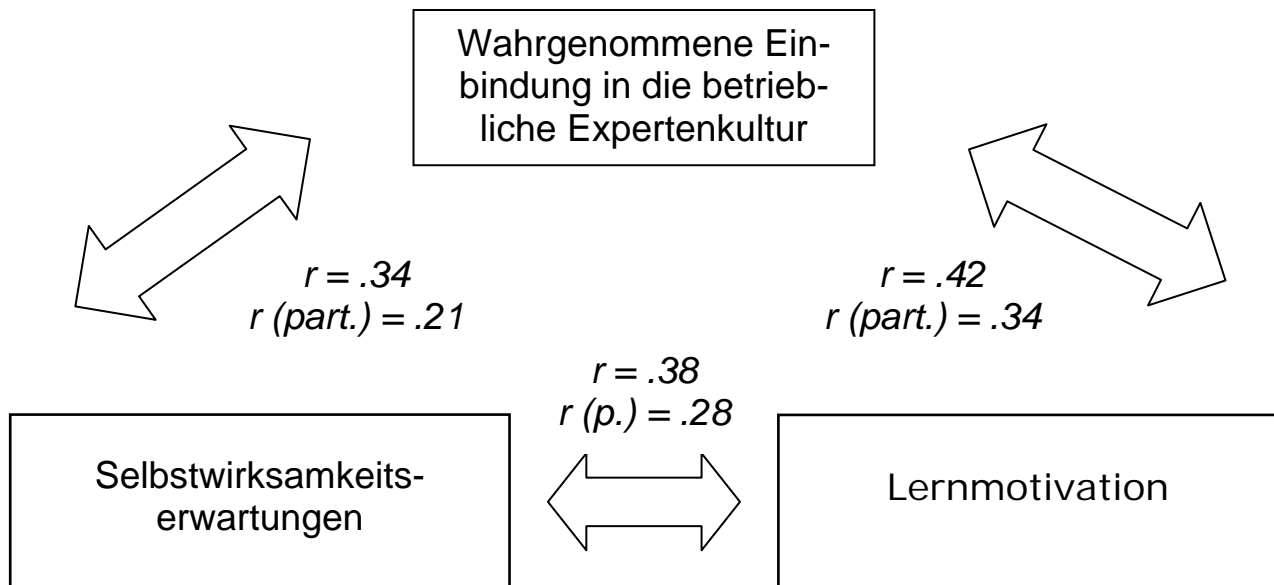 Wahrgenommene Ein-
bindung in die betrieb-
liche Expertenkultur
r = .34
r (part.) = .21
r = .42
r (part.) = .34
r = .38
r (p.) = .28
Selbstwirksamkeits-
erwartungen
Lernmotivation